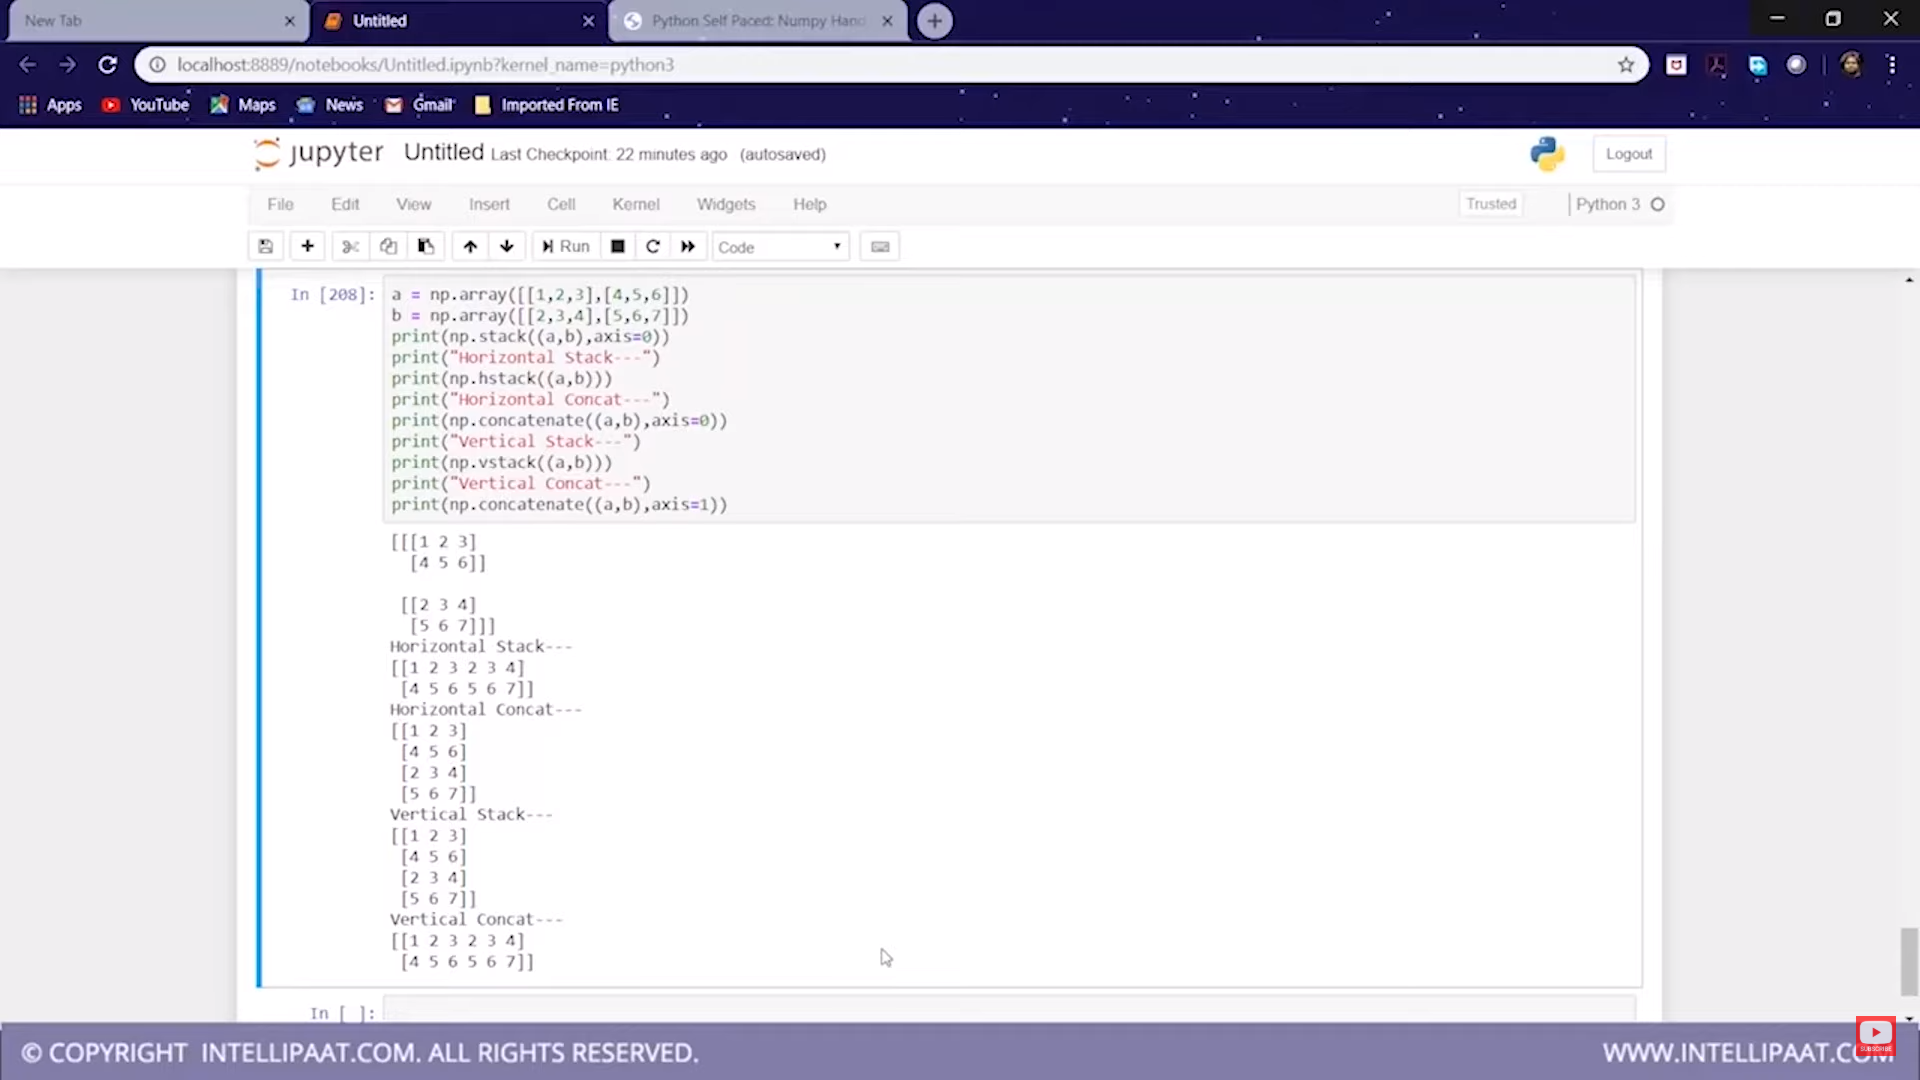 New Tab
Untitled
Python Self Paced: Numpy Hand
localhost:8889/notebooks/Untitled.ipynb?kernel_name=python3
Apps YouTube Maps News Gmail Imported From IE
jupyter Untitled Last Checkpoint: 22 minutes ago (autosaved)
Logout
File Edit View Insert Cell Kernel Widgets Help
Trusted
Python 3
Run
Code
In [208]:
a = np.array([[1,2,3],[4,5,6]])
b = np.array([[2,3,4],[5,6,7]])
print(np.stack((a,b),axis=0))
print("Horizontal Stack---")
print(np.hstack((a,b)))
print("Horizontal Concat---")
print(np.concatenate((a,b),axis=0))
print("Vertical Stack---")
print(np.vstack((a,b)))
print("Vertical Concat---")
print(np.concatenate((a,b),axis=1))
[[[1 2 3]
[4 5 6]]
[[2 3 4]
[5 6 7]]]
Horizontal Stack---
[[1 2 3 2 3 4]
[4 5 6 5 6 7]]
Horizontal Concat---
[[1 2 3]
[4 5 6]
[2 3 4]
[5 6 7]]
Vertical Stack---
[[1 2 3]
[4 5 6]
[2 3 4]
[5 6 7]]
Vertical Concat---
[[1 2 3 2 3 4]
[4 5 6 5 6 7]]
In [ ]:
© COPYRIGHT INTELLIPAAT.COM. ALL RIGHTS RESERVED.
WWW.INTELLIPAAT.COM
SUBSCRIBE